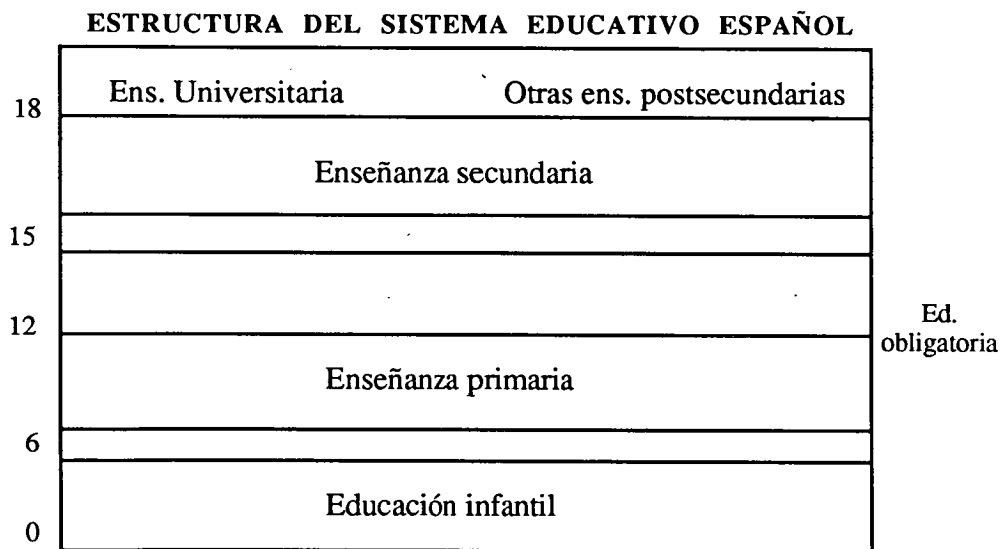 ESTRUCTURA DEL SISTEMA EDUCATIVO ESPAÑOL
Ens. Universitaria Otras ens. postsecundarias
18
Enseñanza secundaria
15
12
Ed.
obligatoria
Enseñanza primaria
6
Educación infantil
0